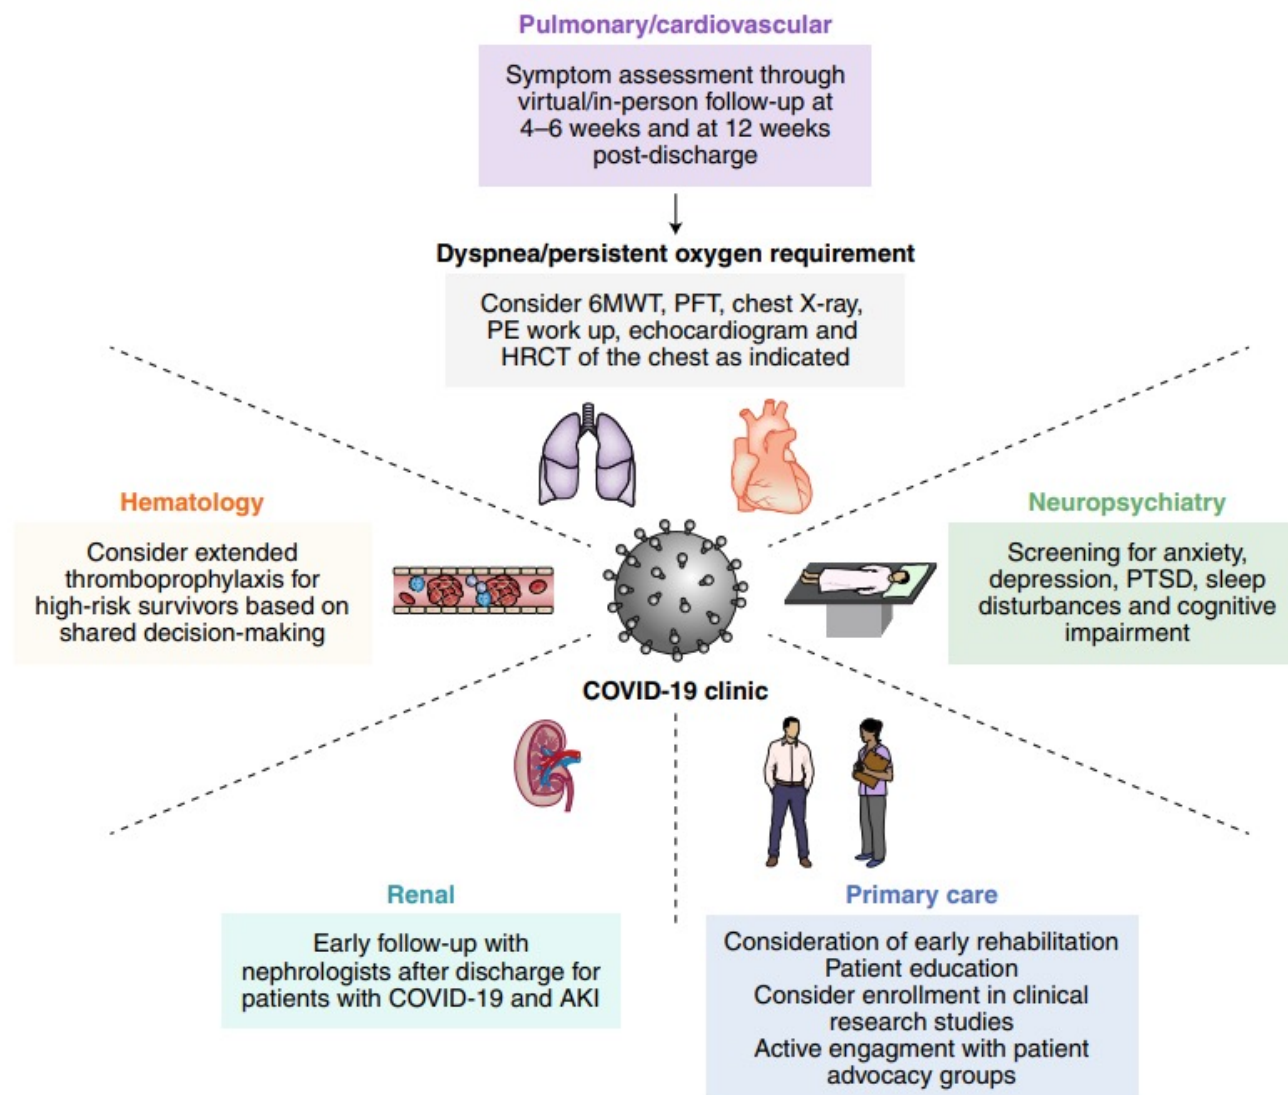 Pulmonary/cardiovascular
Symptom assessment through
virtual/in-person follow-up at
4–6 weeks and at 12 weeks
post-discharge
Dyspnea/persistent oxygen requirement
Consider 6MWT, PFT, chest X-ray,
PE work up, echocardiogram and
HRCT of the chest as indicated
Hematology
Consider extended
thromboprophylaxis for
high-risk survivors based on
shared decision-making
Neuropsychiatry
Screening for anxiety,
depression, PTSD, sleep
disturbances and cognitive
impairment
COVID-19 clinic
Renal
Early follow-up with
nephrologists after discharge for
patients with COVID-19 and AKI
Primary care
Consideration of early rehabilitation
Patient education
Consider enrollment in clinical
research studies
Active engagment with patient
advocacy groups